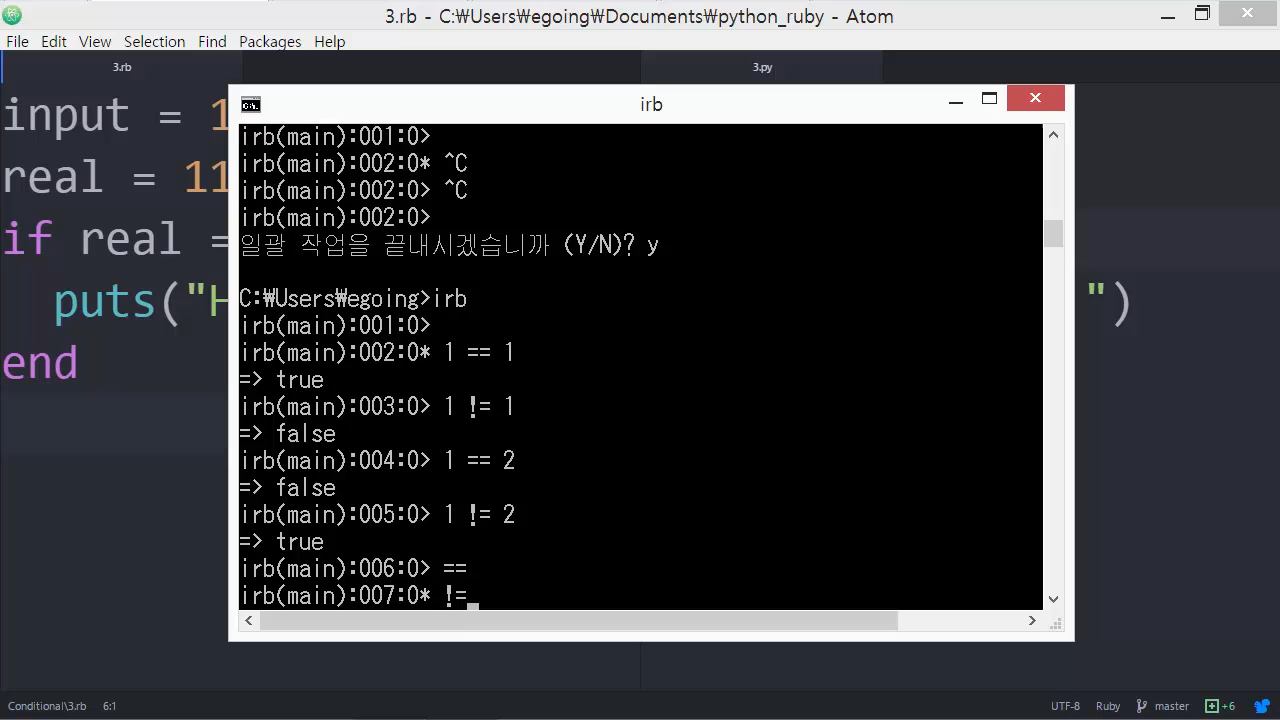 3.rb - C:₩Users₩egoing₩Documents₩python_ruby - Atom
File Edit View Selection Find Packages Help
3.rb
3.py
input = 1
real = 11
if real =
puts("H
")
end
irb
irb(main):001:0>
irb(main):002:0* ^C
irb(main):002:0> ^C
irb(main):002:0>
일괄 작업을 끝내시겠습니까 (Y/N)? y
C:₩Users₩egoing>irb
irb(main):001:0>
irb(main):002:0* 1 == 1
=> true
irb(main):003:0> 1 != 1
=> false
irb(main):004:0> 1 == 2
=> false
irb(main):005:0> 1 != 2
=> true
irb(main):006:0> ==
irb(main):007:0* !=
Conditional\3.rb 6:1
UTF-8 Ruby master +6